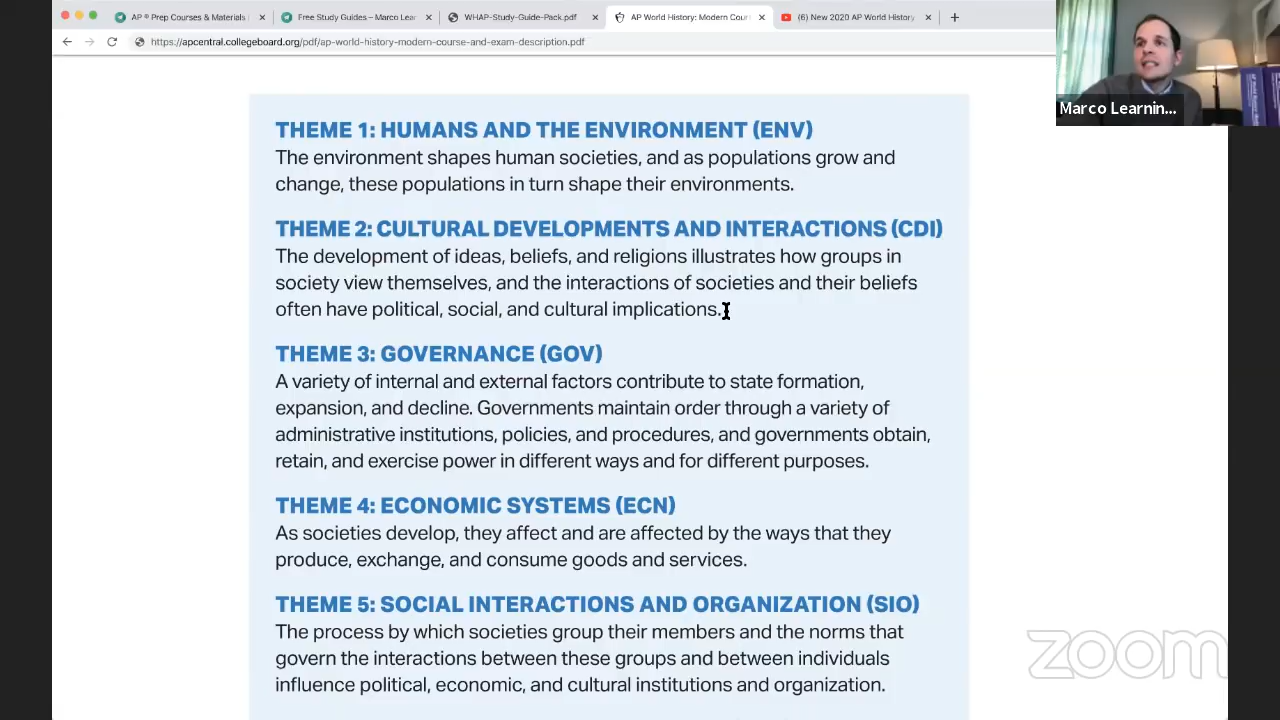 AP ® Prep Courses & Materials
Free Study Guides – Marco Lear
WHAP-Study-Guide-Pack.pdf
AP World History: Modern Cour
(6) New 2020 AP World History
https://apcentral.collegeboard.org/pdf/ap-world-history-modern-course-and-exam-description.pdf
Marco Learnin...
THEME 1: HUMANS AND THE ENVIRONMENT (ENV)
The environment shapes human societies, and as populations grow and
change, these populations in turn shape their environments.
THEME 2: CULTURAL DEVELOPMENTS AND INTERACTIONS (CDI)
The development of ideas, beliefs, and religions illustrates how groups in
society view themselves, and the interactions of societies and their beliefs
often have political, social, and cultural implications.
THEME 3: GOVERNANCE (GOV)
A variety of internal and external factors contribute to state formation,
expansion, and decline. Governments maintain order through a variety of
administrative institutions, policies, and procedures, and governments obtain,
retain, and exercise power in different ways and for different purposes.
THEME 4: ECONOMIC SYSTEMS (ECN)
As societies develop, they affect and are affected by the ways that they
produce, exchange, and consume goods and services.
THEME 5: SOCIAL INTERACTIONS AND ORGANIZATION (SIO)
The process by which societies group their members and the norms that
govern the interactions between these groups and between individuals
influence political, economic, and cultural institutions and organization.
zoom